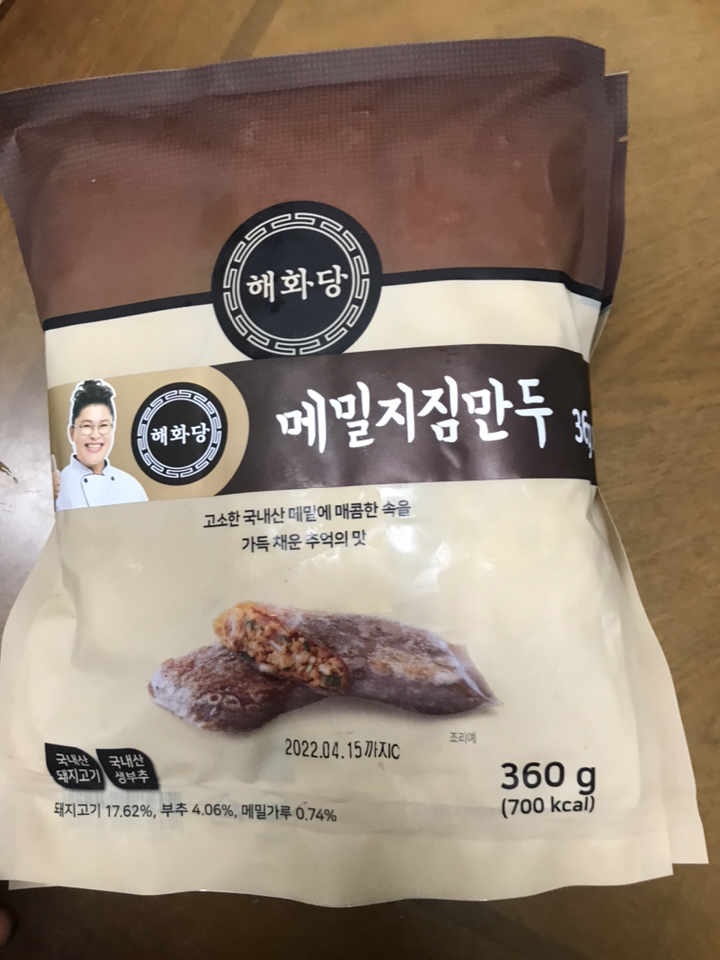 해화당
해화당
메밀지짐만두 36
고소한 국내산 메밀에 매콤한 속을
가득 채운 추억의 맛
2022.04.15까지C
조리예
국내산
돼지고기
국내산
생부추
360 g
(700 kcal)
돼지고기 17.62%, 부추 4.06%, 메밀가루 0.74%